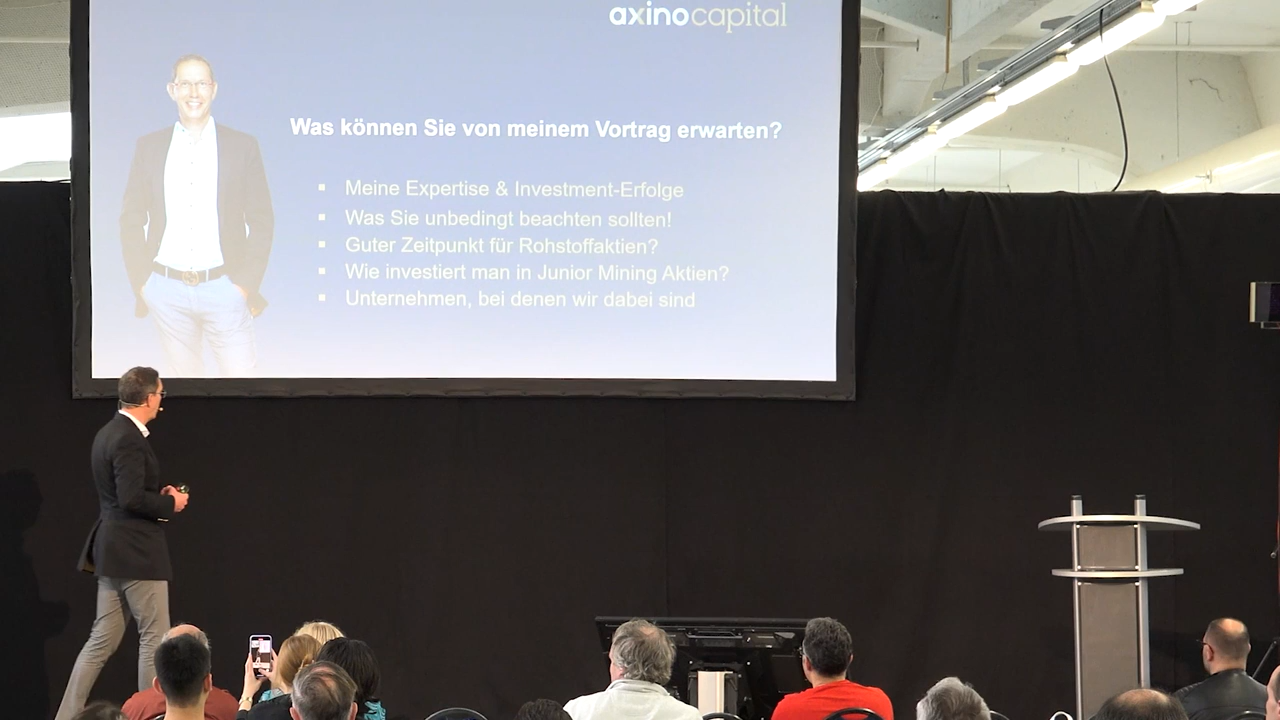 axinocapital
Was können Sie von meinem Vortrag erwarten?
▪ Meine Expertise & Investment-Erfolge
▪ Was Sie unbedingt beachten sollten!
▪ Guter Zeitpunkt für Rohstoffaktien?
▪ Wie investiert man in Junior Mining Aktien?
▪ Unternehmen, bei denen wir dabei sind